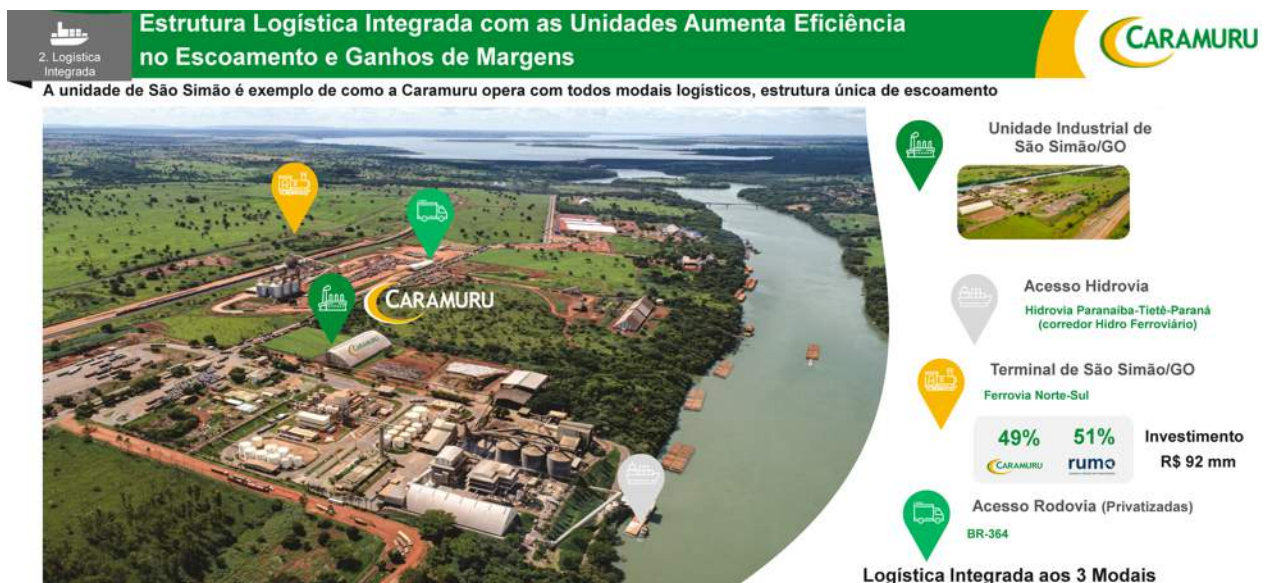 2. Logística
Integrada
Estrutura Logística Integrada com as Unidades Aumenta Eficiência
no Escoamento e Ganhos de Margens
CARAMURU
A unidade de São Simão é exemplo de como a Caramuru opera com todos modais logísticos, estrutura única de escoamento
CARAMURU
CARAMURU
Unidade Industrial de
São Simão/GO
Acesso Hidrovia
Hidrovia Paranaíba-Tietê-Paraná
(corredor Hidro Ferroviário)
Terminal de São Simão/GO
Ferrovia Norte-Sul
49% 51%
CARAMURU rumo
Investimento
R$ 92 mm
Acesso Rodovia (Privatizadas)
BR-364
Logística Integrada aos 3 Modais